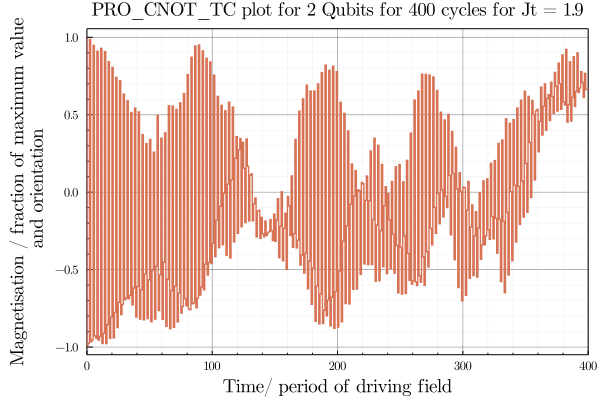 PRO_CNOT_TC plot for 2 Qubits for 400 cycles for Jt = 1.9
Magnetisation / fraction of maximum value
and orientation
1.0
0.5
0.0
−0.5
−1.0
0
100
200
300
400
Time/ period of driving field